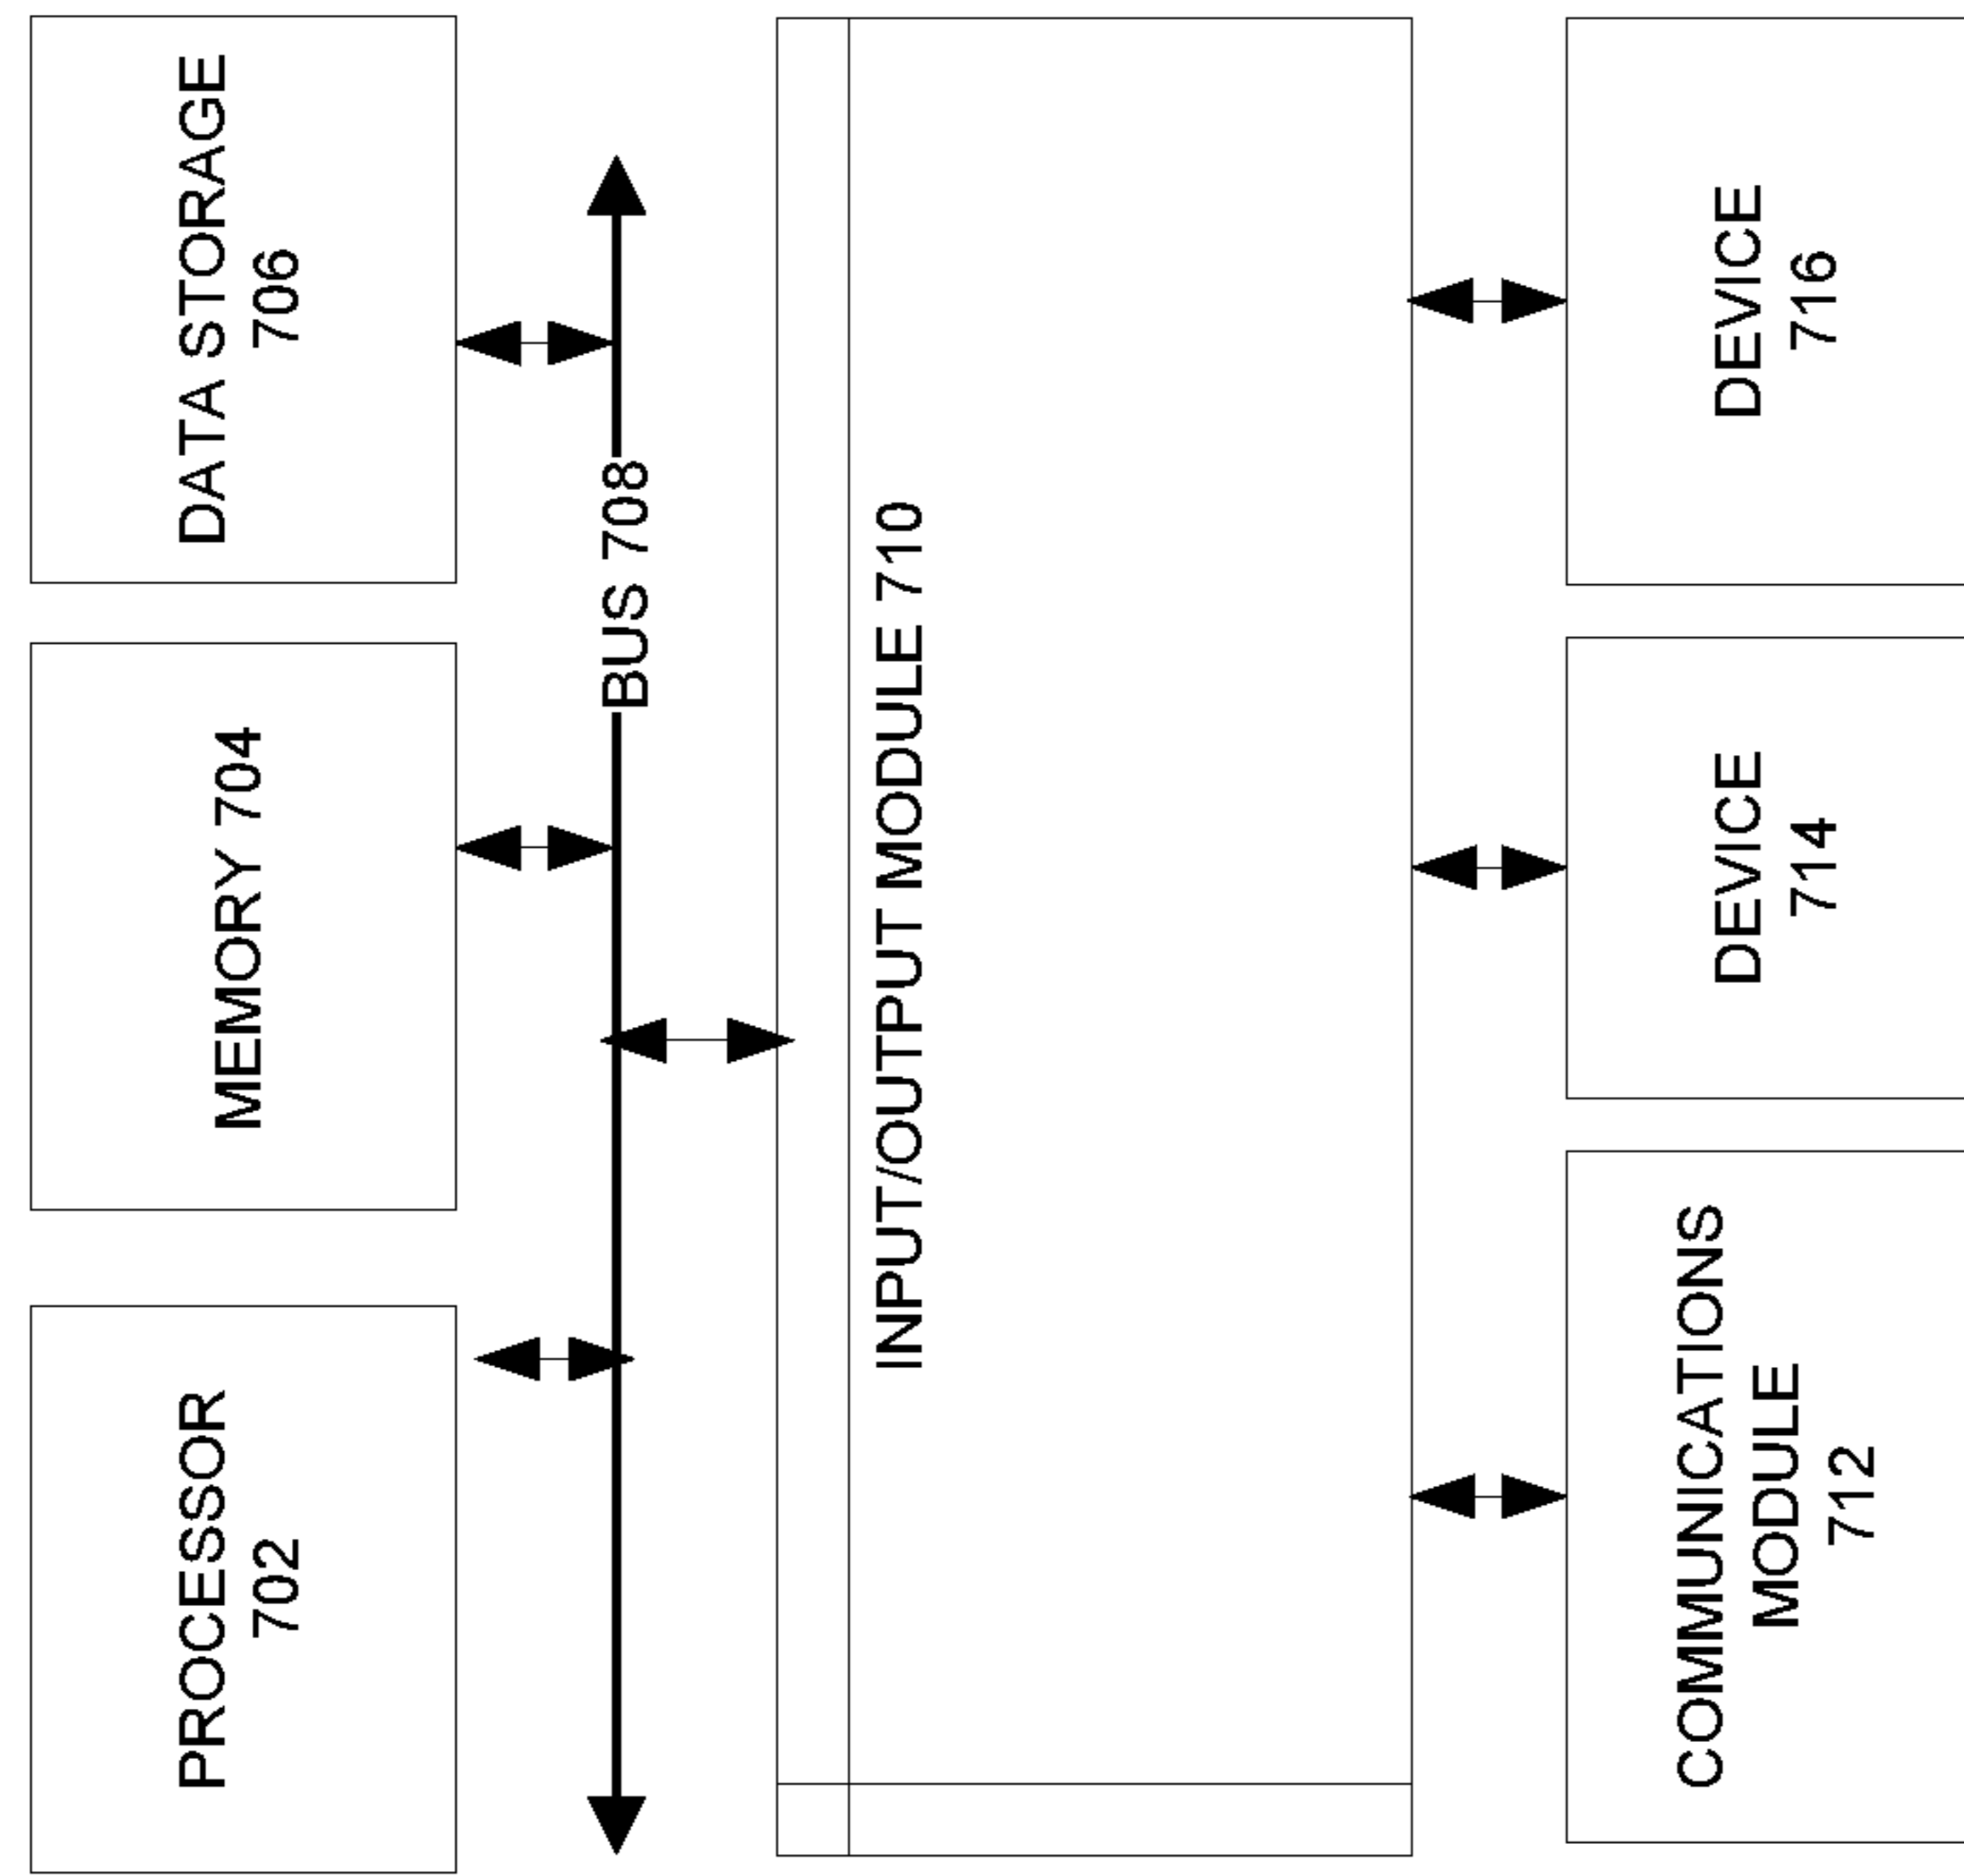 PROCESSOR
702
MEMORY 704
DATA STORAGE
706
BUS 708
INPUT/OUTPUT MODULE 710
COMMUNICATIONS
MODULE
712
DEVICE
714
DEVICE
716